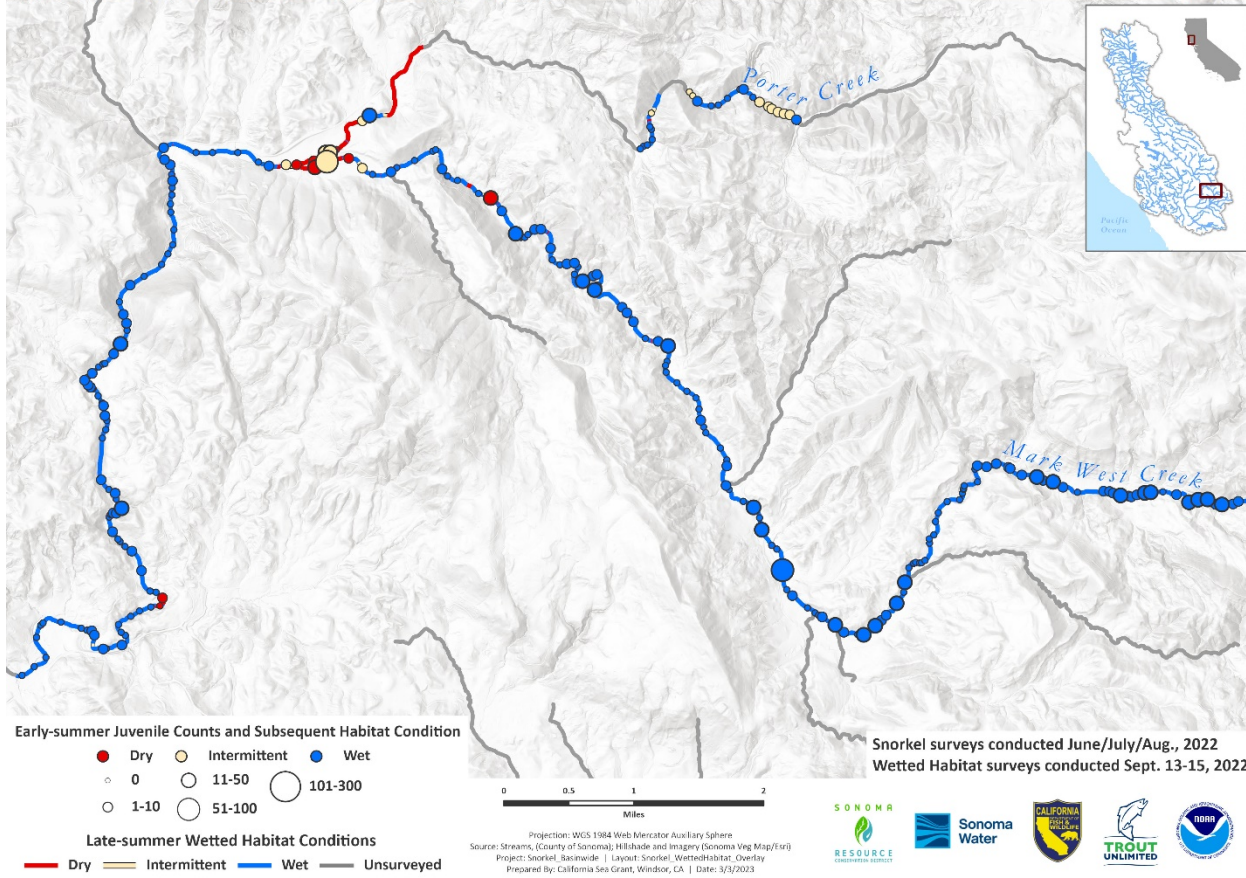 Porter Creek
Pacific
Ocean
Mark West Creek
Early-summer Juvenile Counts and Subsequent Habitat Condition
Dry Intermittent Wet
0 11-50 101-300
1-10 51-100
Late-summer Wetted Habitat Conditions
Dry Intermittent Wet Unsurveyed
0 0.5 1 2
Miles
Projection: WGS 1984 Web Mercator Auxiliary Sphere
Source: Streams, (County of Sonoma); Hillshade and Imagery (Sonoma Veg Map/Esri)
Project: Snorkel_Basinwide | Layout: Snorkel_WettedHabitat_Overlay
Prepared By: California Sea Grant, Windsor, CA | Date: 3/3/2023
Snorkel surveys conducted June/July/Aug., 2022
Wetted Habitat surveys conducted Sept. 13-15, 2022
SONOMA
RESOURCE
CONSERVATION DISTRICT
Sonoma
Water
CALIFORNIA
FISH &
WILDLIFE
TROUT
UNLIMITED
NOAA